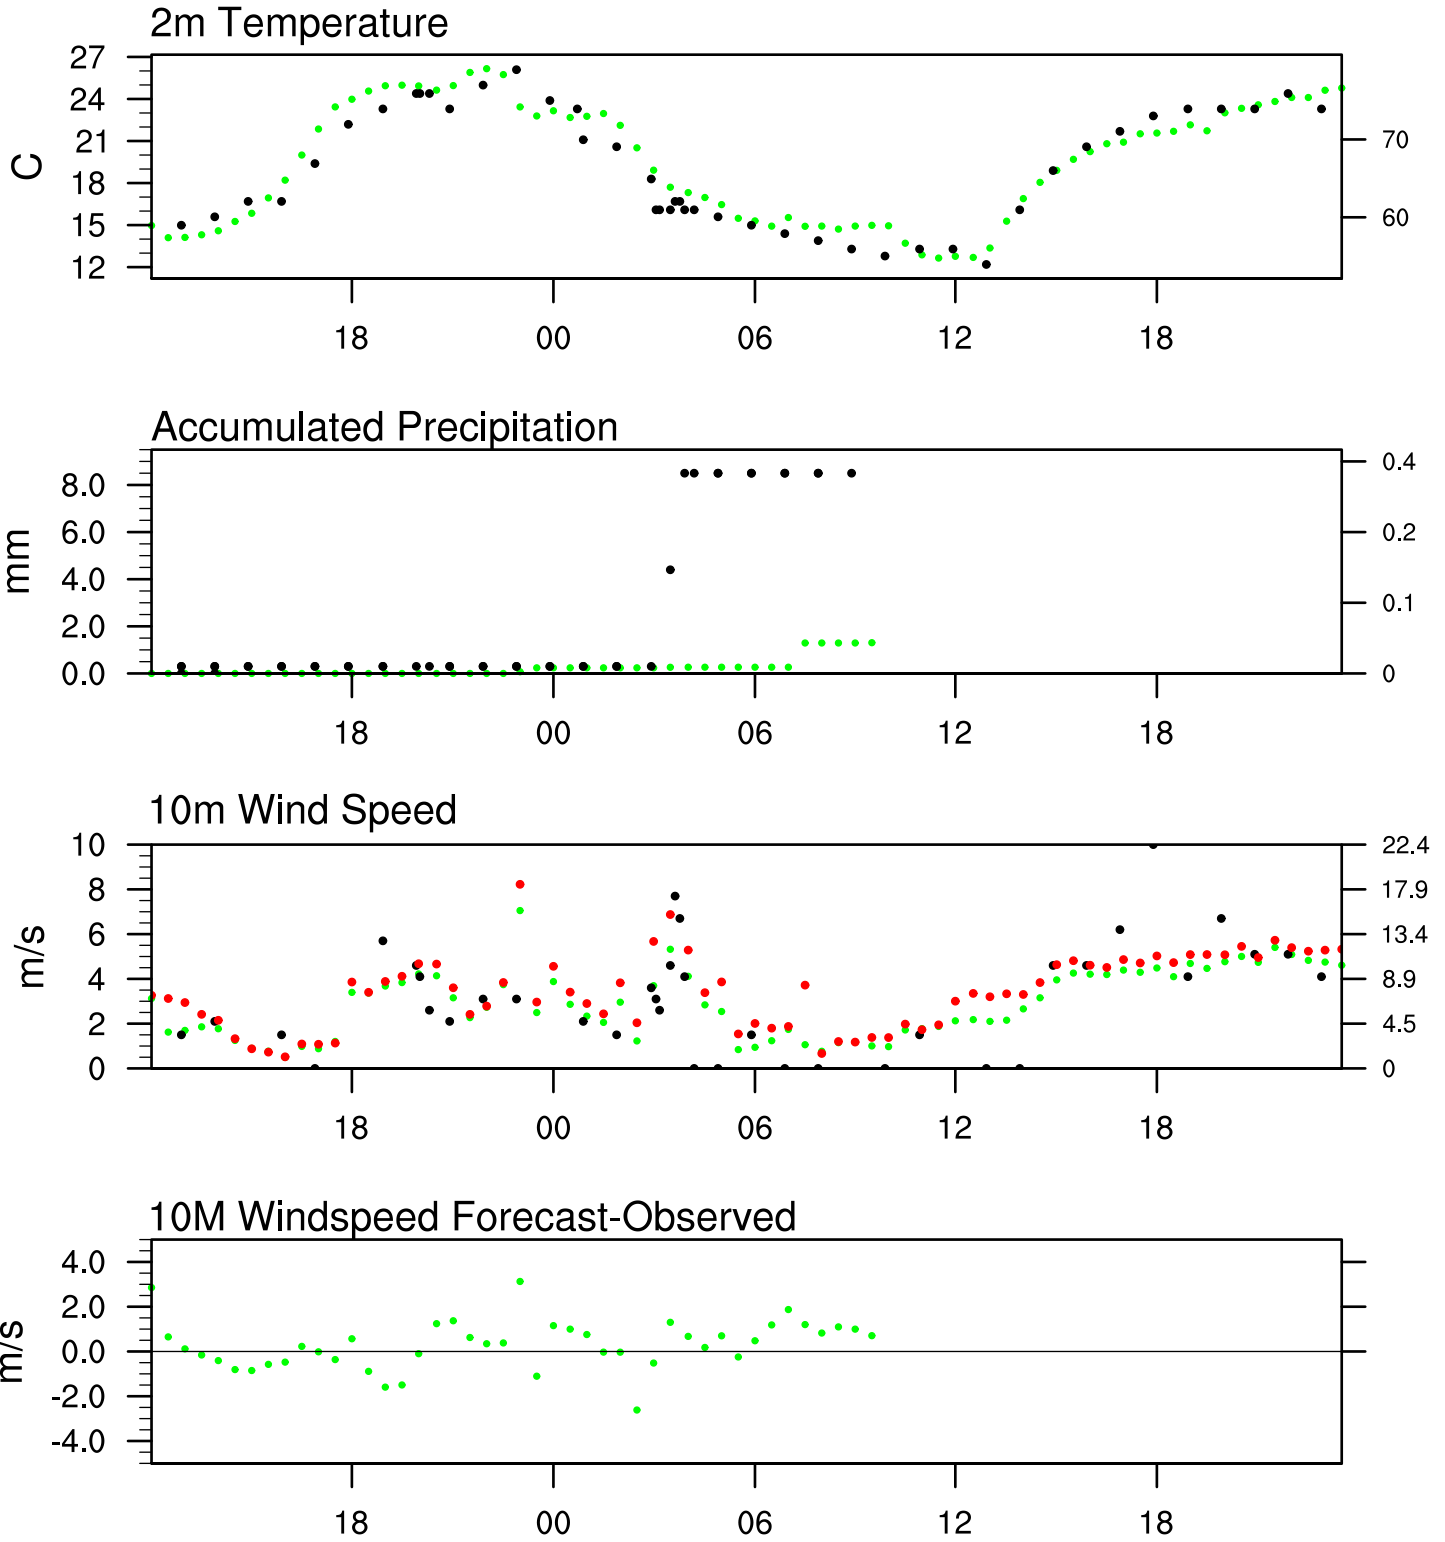 2m Temperature
27
24
21
18
15
12
C
70
60
18 00 06 12 18
Accumulated Precipitation
8.0
6.0
4.0
2.0
0.0
mm
0.4
0.2
0.1
0
18 00 06 12 18
10m Wind Speed
10
8
6
4
2
0
m/s
22.4
17.9
13.4
8.9
4.5
0
18 00 06 12 18
10M Windspeed Forecast-Observed
4.0
2.0
0.0
-2.0
-4.0
m/s
18 00 06 12 18